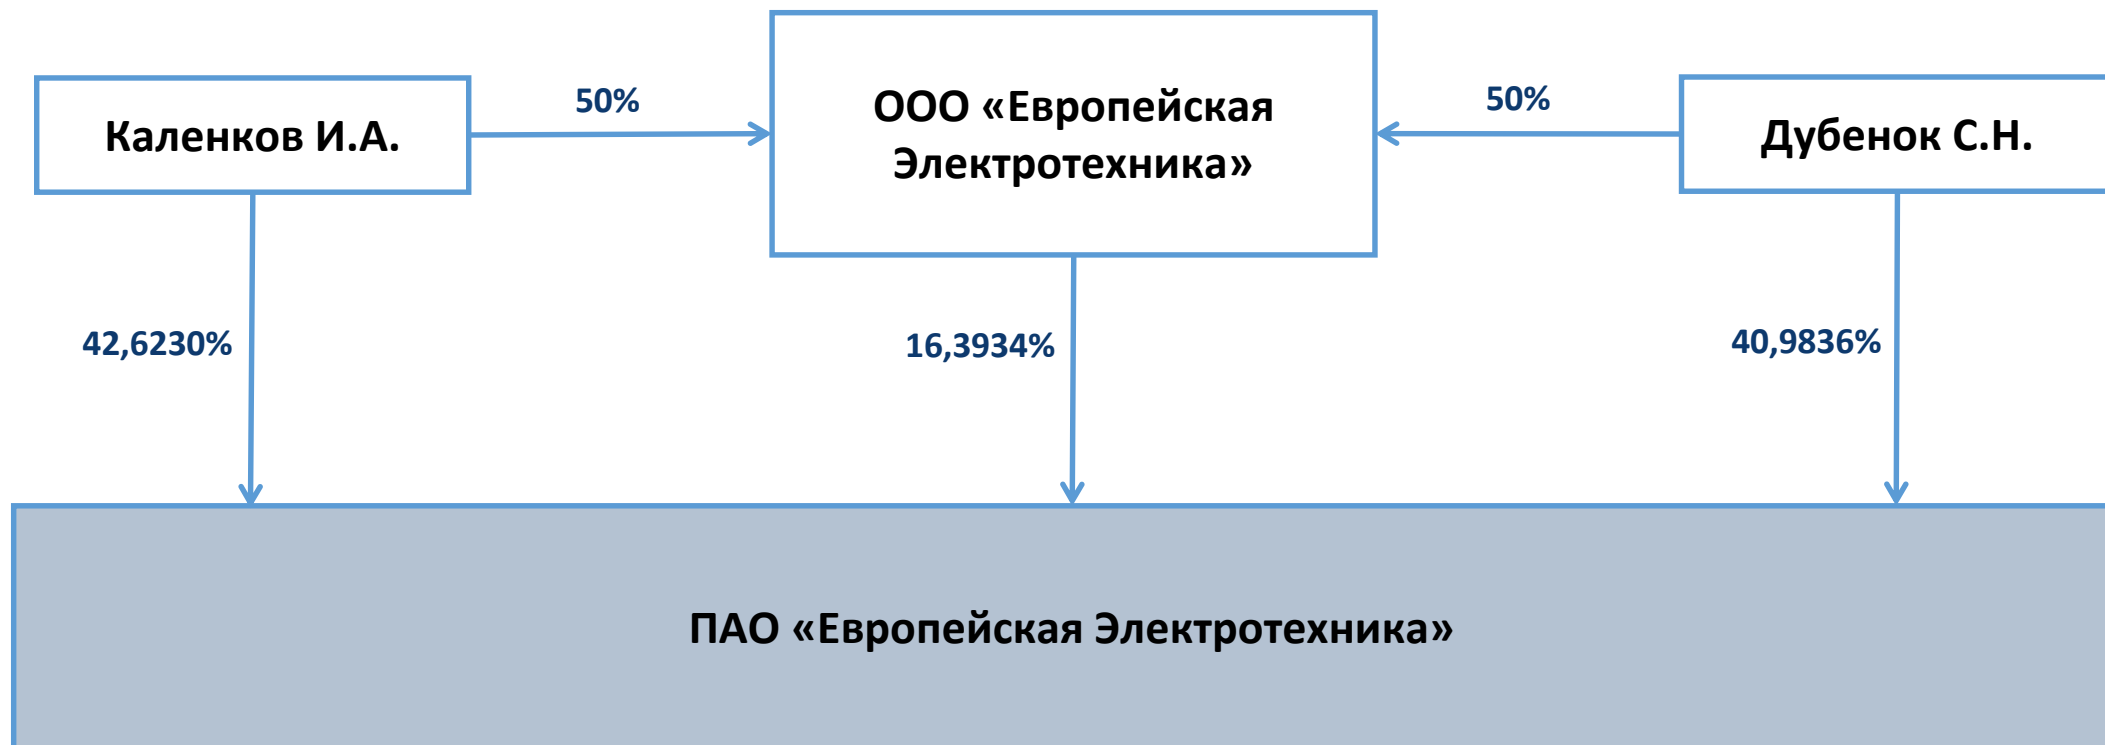 50%
50%
Каленков И.А.
ООО «Европейская
Электротехника»
Дубенок С.Н.
42,6230%
16,3934%
40,9836%
ПАО «Европейская Электротехника»